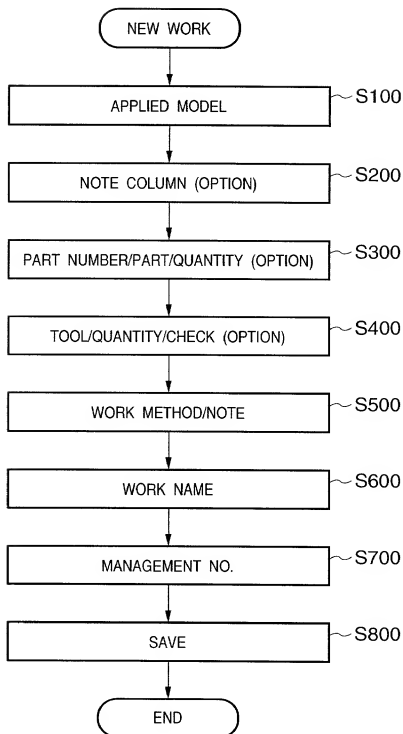 NEW WORK
APPLIED MODEL S100
NOTE COLUMN (OPTION) S200
PART NUMBER/PART/QUANTITY (OPTION) S300
TOOL/QUANTITY/CHECK (OPTION) S400
WORK METHOD/NOTE S500
WORK NAME S600
MANAGEMENT NO. S700
SAVE S800
END